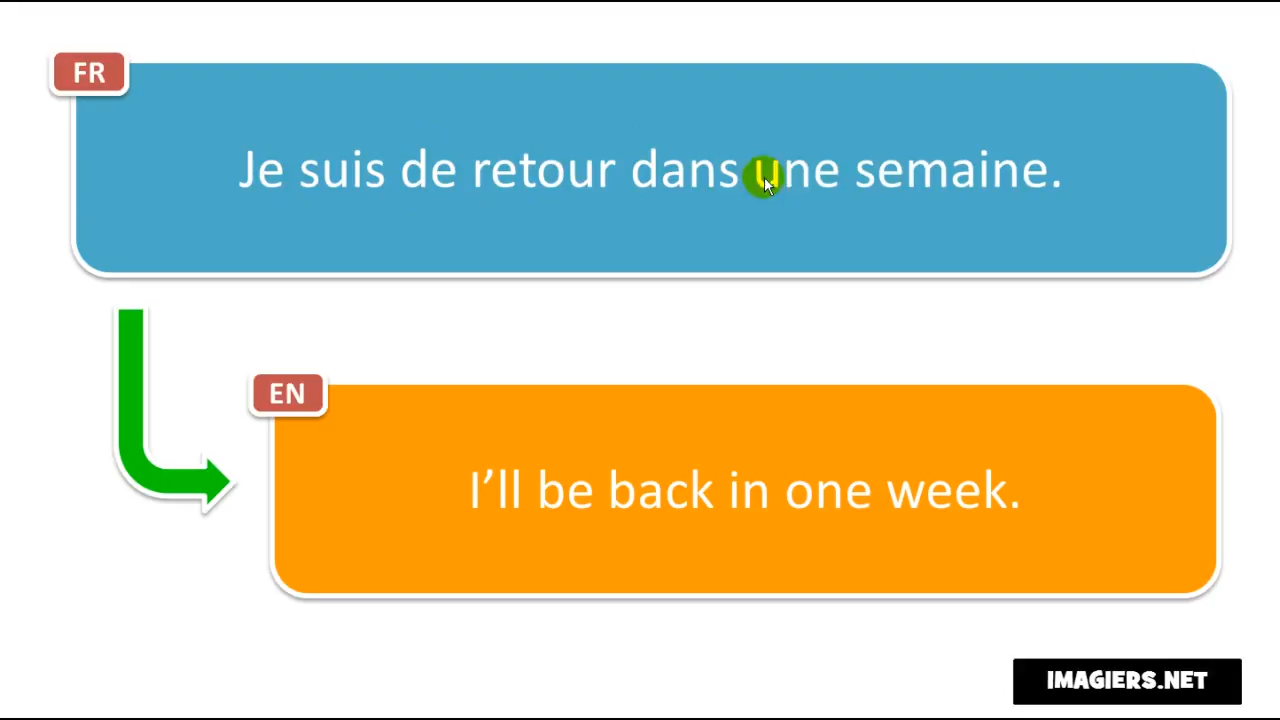 FR
Je suis de retour dans une semaine.
EN
I’ll be back in one week.
IMAGIERS.NET